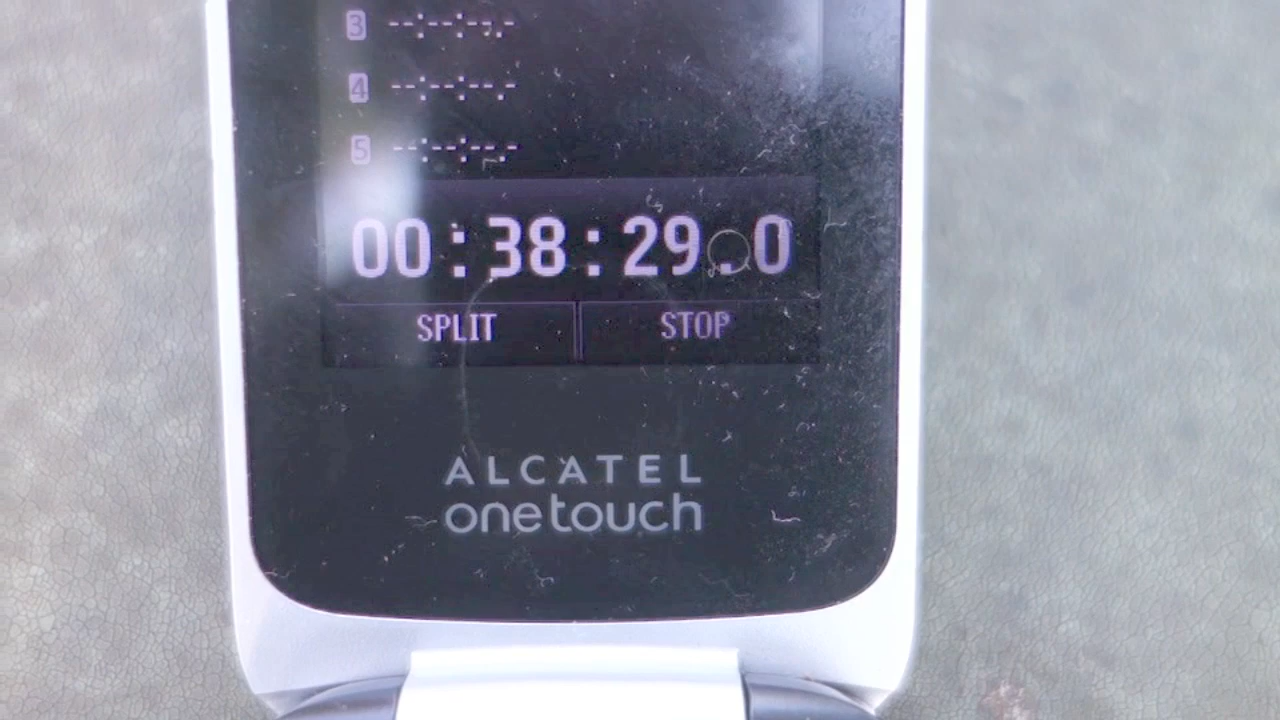 3 --:--:--.-
4 --:--:--.-
5 --:--:--.-
00:38:29.0
SPLIT STOP
ALCATEL
onetouch